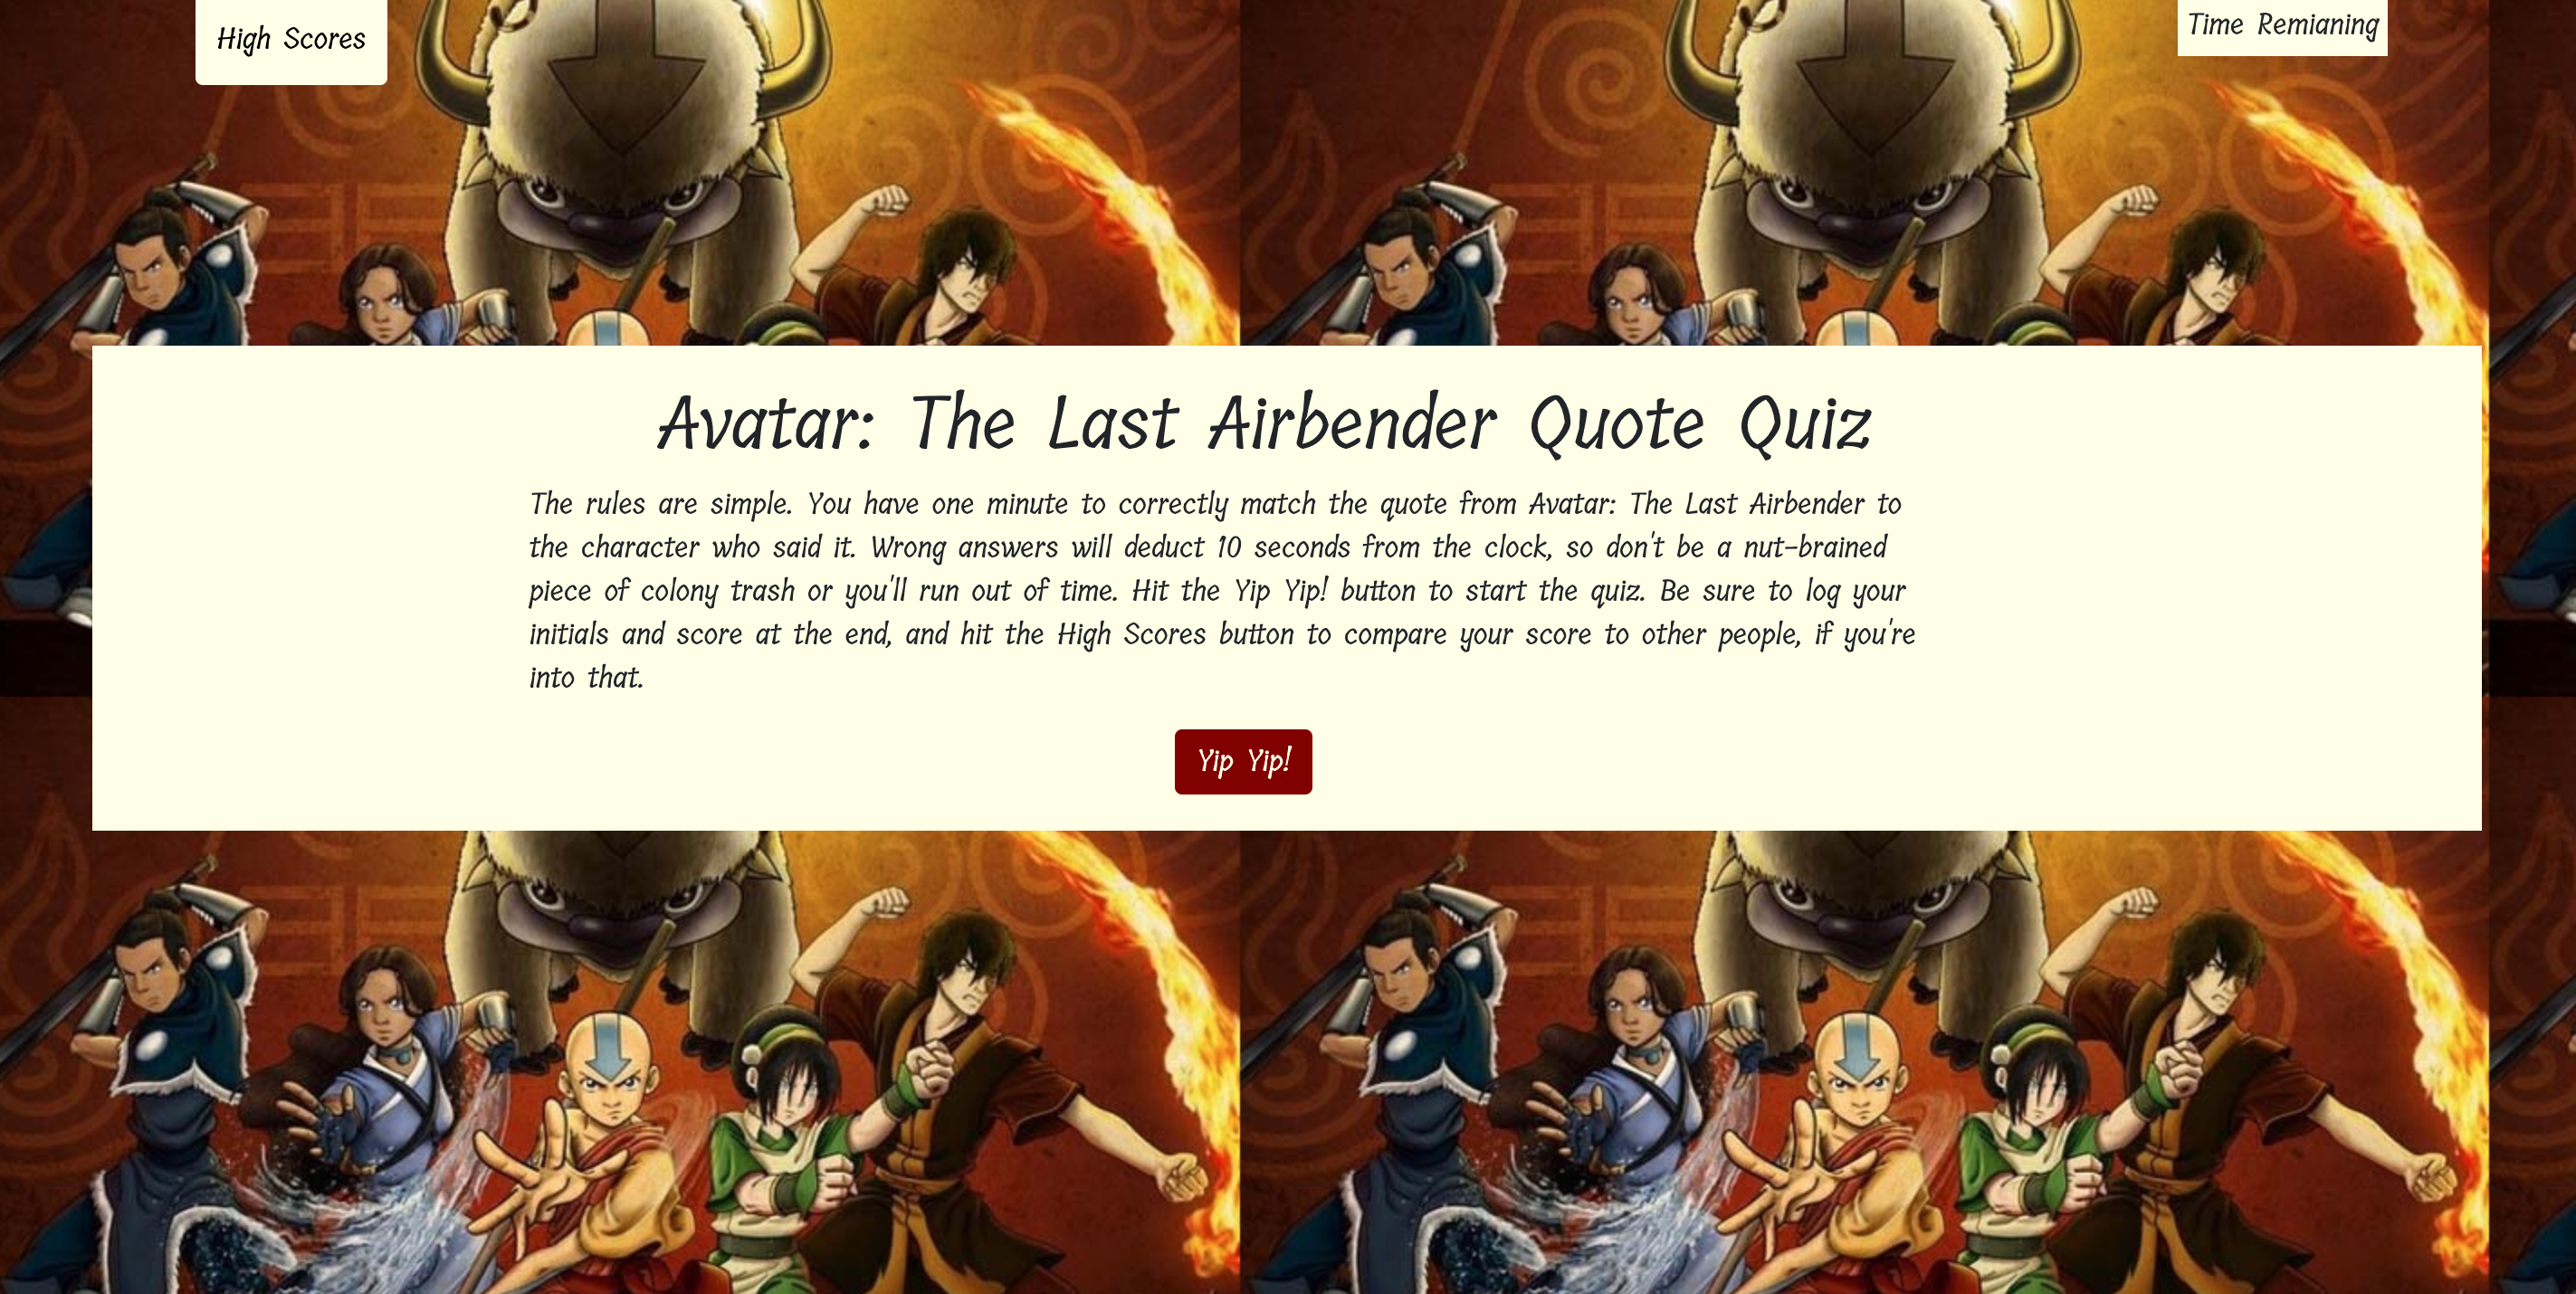 High Scores
Time Remianing
Avatar: The Last Airbender Quote Quiz
The rules are simple. You have one minute to correctly match the quote from Avatar: The Last Airbender to
the character who said it. Wrong answers will deduct 10 seconds from the clock, so don't be a nut-brained
piece of colony trash or you'll run out of time. Hit the Yip Yip! button to start the quiz. Be sure to log your
initials and score at the end, and hit the High Scores button to compare your score to other people, if you're
into that.
Yip Yip!